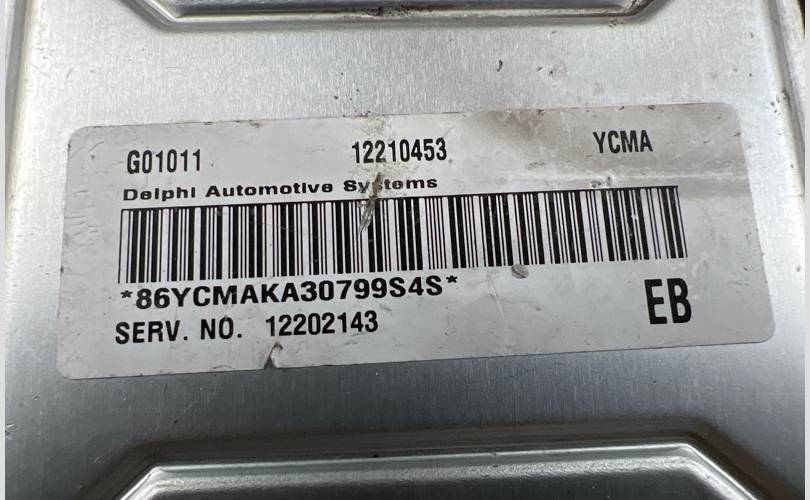 G01011 12210453 YCMA
Delphi Automotive Systems
*86YCMAKA30799S4S*
SERV. NO. 12202143 EB